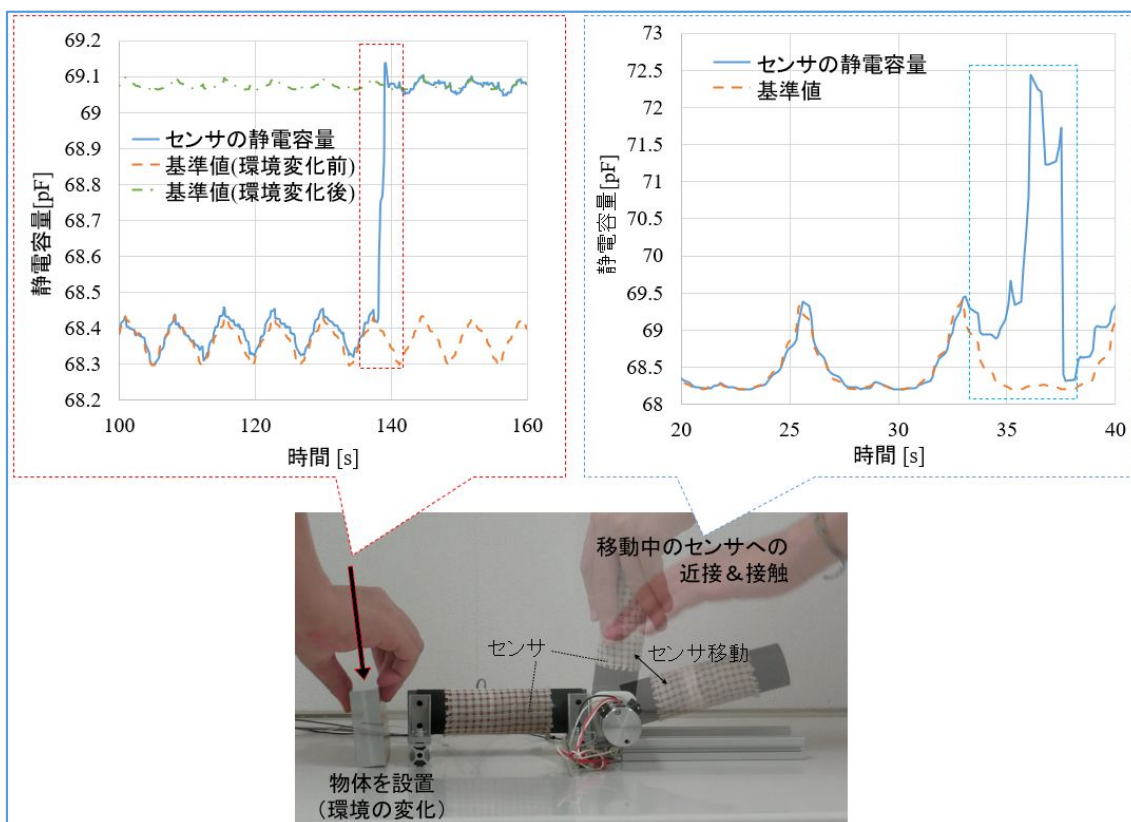 69.2
69.1
69
68.9
68.8
68.7
68.6
68.5
68.4
68.3
68.2
静電容量[pF]
センサの静電容量
基準値(環境変化前)
基準値(環境変化後)
100
120
140
160
時間 [s]
73
72.5
72
71.5
71
70.5
70
69.5
69
68.5
68
静電容量[pF]
センサの静電容量
基準値
20
25
30
35
40
時間 [s]
移動中のセンサへの
近接&接触
センサ
センサ移動
物体を設置
(環境の変化)